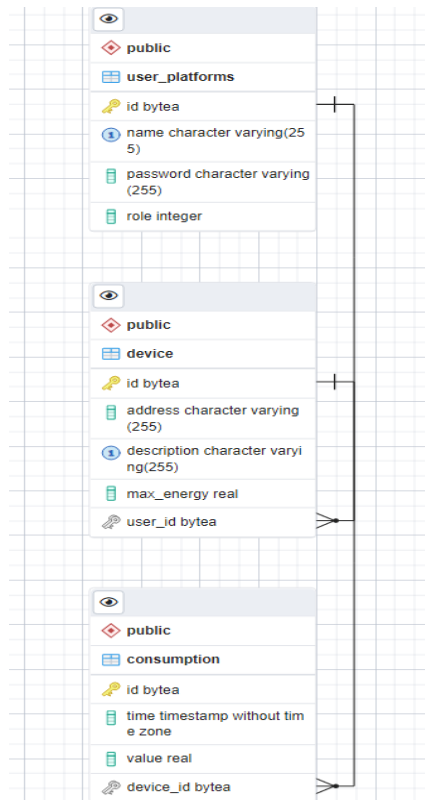 public
user_platforms
id bytea
name character varying(25
5)
password character varying
(255)
role integer
public
device
id bytea
address character varying
(255)
description character varyi
ng(255)
max_energy real
user_id bytea
public
consumption
id bytea
time timestamp without tim
e zone
value real
device_id bytea